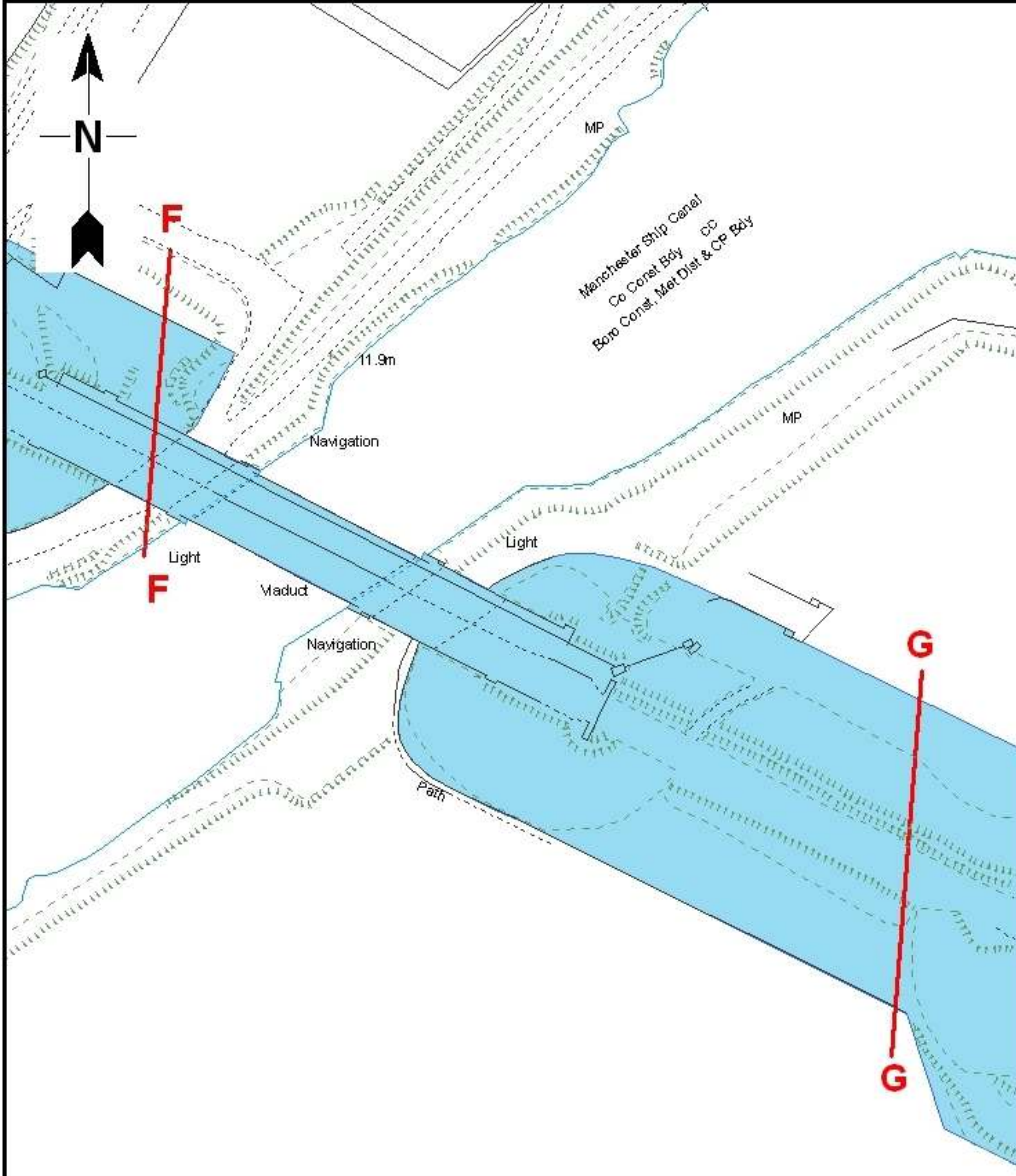 N
F
MP
Manchester Ship Canal
Co Const Bdy CC
Boro Const, Met Dist & CP Bdy
11.9m
MP
Navigation
Light
Light
F
Viaduct
Navigation
G
Path
G